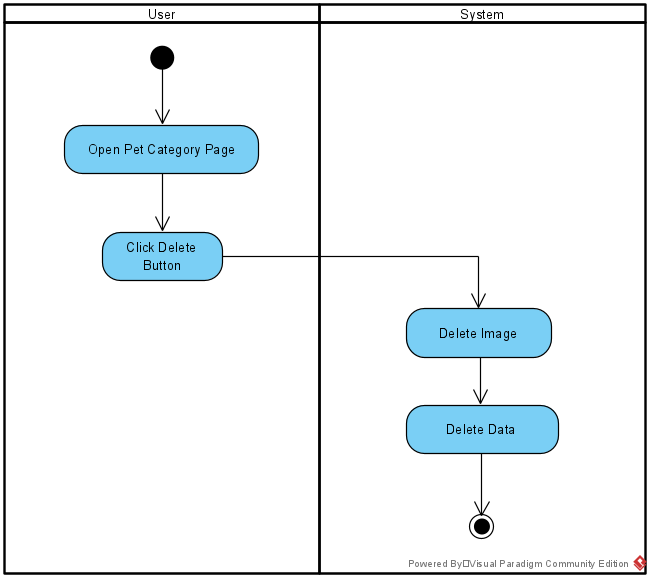 User
System
Open Pet Category Page
Click Delete
Button
Delete Image
Delete Data
Powered By□Visual Paradigm Community Edition